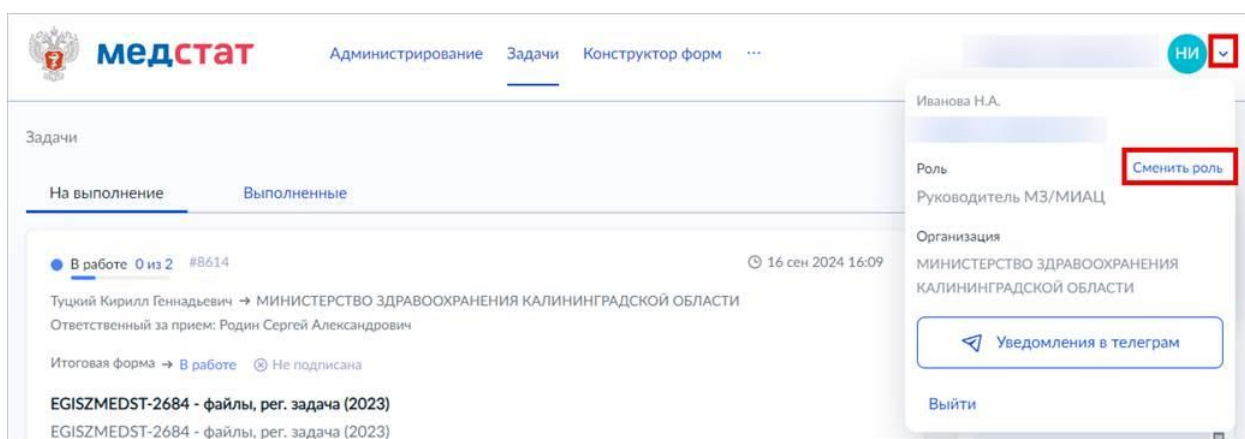 медстат
Администрирование Задачи Конструктор форм ...
НИ
Иванова Н.А.
Задачи
Роль Сменить роль
Руководитель МЗ/МИАЦ
На выполнение Выполненные
Организация
МИНИСТЕРСТВО ЗДРАВООХРАНЕНИЯ
КАЛИНИНГРАДСКОЙ ОБЛАСТИ
В работе 0 из 2 #8614 16 сен 2024 16:09
Туцкий Кирилл Геннадьевич → МИНИСТЕРСТВО ЗДРАВООХРАНЕНИЯ КАЛИНИНГРАДСКОЙ ОБЛАСТИ
Ответственный за прием: Родин Сергей Александрович
Уведомления в телеграм
Итоговая форма → В работе Не подписана
Выйти
EGISZMEDST-2684 - файлы, рег. задача (2023)
EGISZMEDST-2684 - файлы, рег. задача (2023)